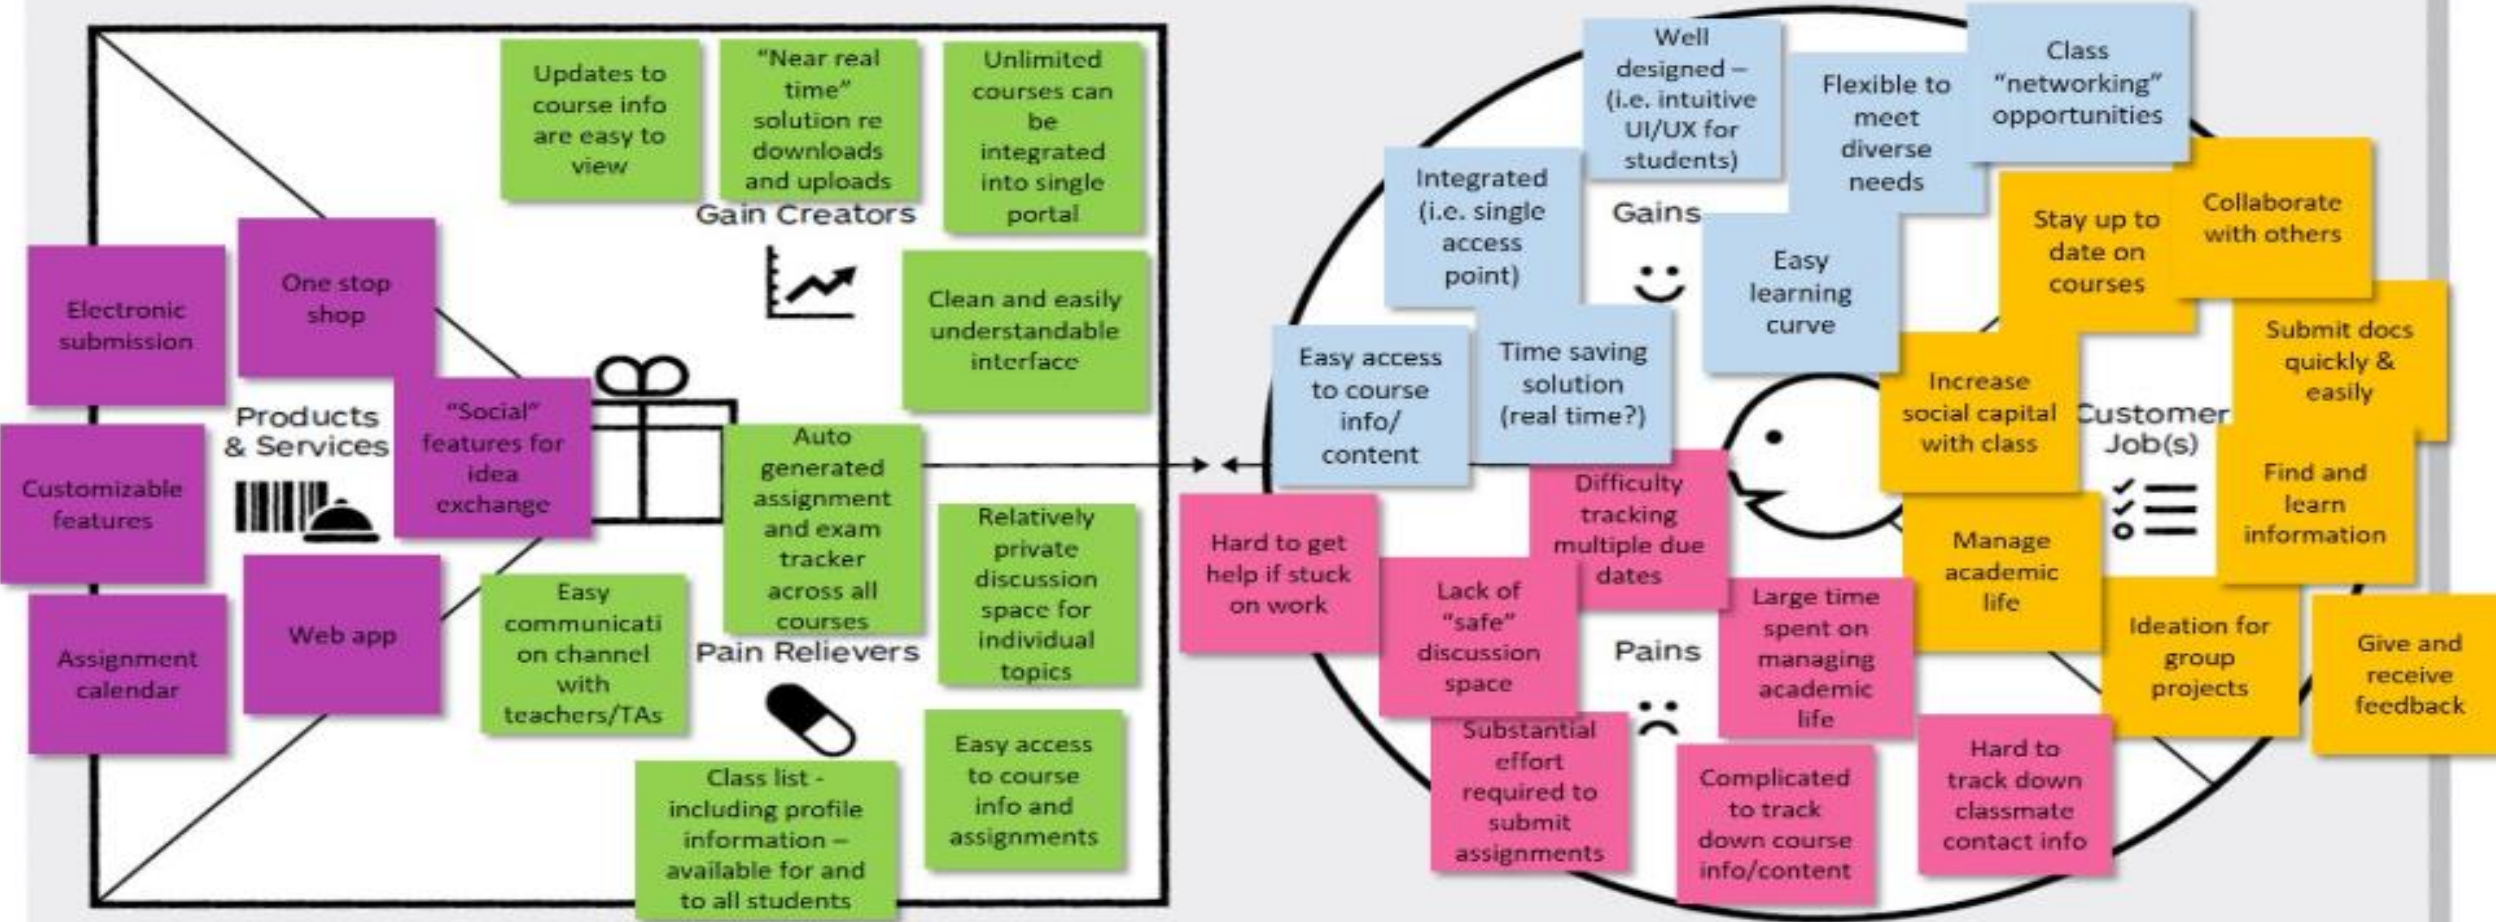 Updates to
course info
are easy to
view
"Near real
time"
solution re
downloads
and uploads
Unlimited
courses can
be
integrated
into single
portal
Gain Creators
Clean and easily
understandable
interface
Electronic
submission
One stop
shop
Products
& Services
"Social"
features for
idea
exchange
Customizable
features
Web app
Assignment
calendar
Auto
generated
assignment
and exam
tracker
across all
courses
Relatively
private
discussion
space for
individual
topics
Easy
communicati
on channel
with
teachers/TAs
Pain Relievers
Class list -
including profile
information –
available for and
to all students
Easy access
to course
info and
assignments
Well
designed –
(i.e. intuitive
UI/UX for
students)
Flexible to
meet
diverse
needs
Class
"networking"
opportunities
Integrated
(i.e. single
access
point)
Gains
Easy
learning
curve
Easy access
to course
info/
content
Time saving
solution
(real time?)
Stay up to
date on
courses
Collaborate
with others
Submit docs
quickly &
easily
Increase
social capital
with class
Customer
Job(s)
Find and
learn
information
Manage
academic
life
Ideation for
group
projects
Give and
receive
feedback
Difficulty
tracking
multiple due
dates
Hard to get
help if stuck
on work
Lack of
"safe"
discussion
space
Pains
Large time
spent on
managing
academic
life
Substantial
effort
required to
submit
assignments
Complicated
to track
down course
info/content
Hard to
track down
classmate
contact info